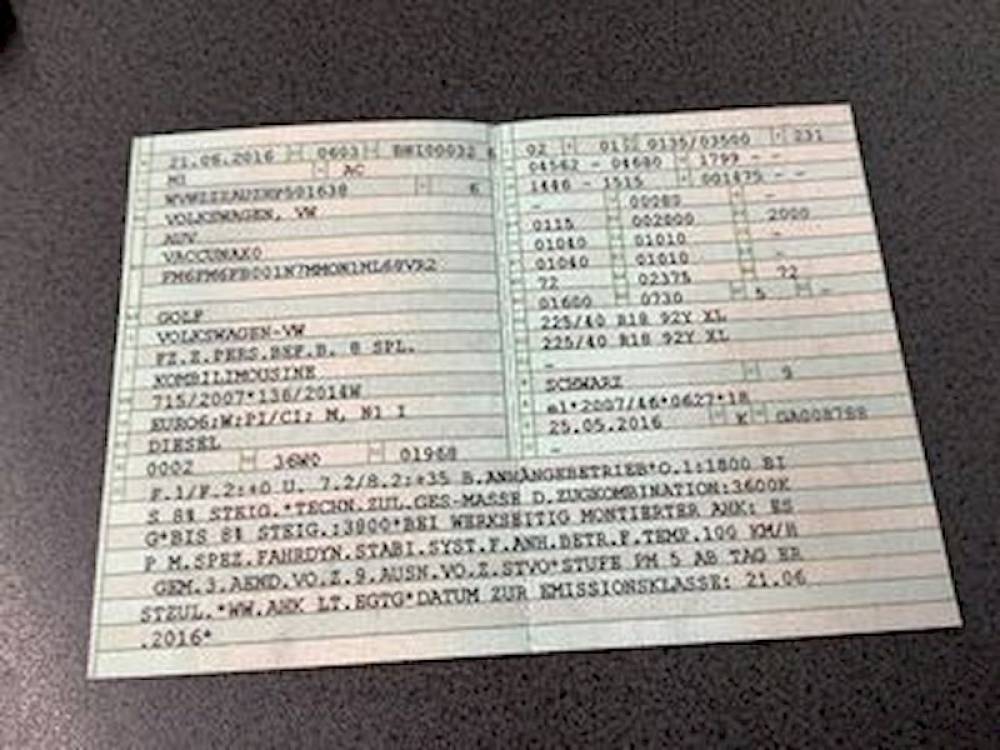 21.06.2016 0603 BHI00032 6
M1 AC
6
VOLKSWAGEN, VW
AUV
GOLF
VOLKSWAGEN-VW
FZ.Z.PERS.BEF.B. 8 SPL.
KOMBILIMOUSINE
715/2007*136/2014W
EURO6;W;PI/CI; M, N1 I
DIESEL
0002 36W0 01968
02 01 0135/03500 231
04562 - 04680 1799 - -
1446 - 1515 001475 - -
- 00080 -
0115 002000 2000
01040 01010 -
01040 01010 -
72 02375 72
01600 0730 5 -
225/40 R18 92Y XL
225/40 R18 92Y XL
-
SCHWARZ 9
e1*2007/46*0627*18
25.05.2016 K
-
F.1/F.2:+0 U. 7.2/8.2:+35 B.ANHÄNGEBETRIEB*O.1:1800 BI
S 8% STEIG.*TECHN.ZUL.GES-MASSE D.ZUGKOMBINATION:3600K
G*BIS 8% STEIG.:3800*BEI WERKSEITIG MONTIERTER AHK: ES
P M.SPEZ.FAHRDYN.STABI.SYST.F.ANH.BETR.F.TEMP.100 KM/H
GEM.3.AEND.VO.Z.9.AUSN.VO.Z.STVO*STUFE PM 5 AB TAG ER
STZUL.*WW.AHK LT.EGTG*DATUM ZUR EMISSIONSKLASSE: 21.06
.2016*